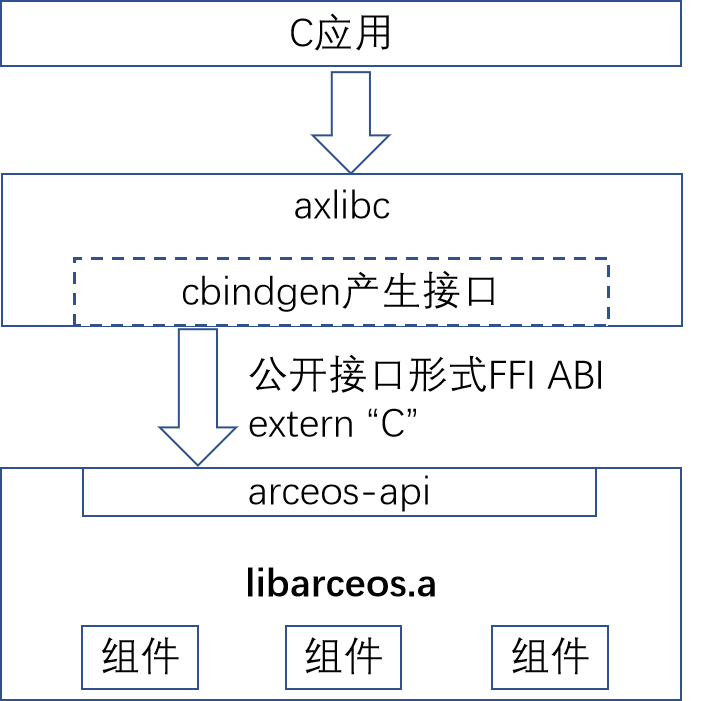 C应用
axlibc
cbindgen产生接口
公开接口形式FFI ABI
extern “C”
arceos-api
libarceos.a
组件
组件
组件